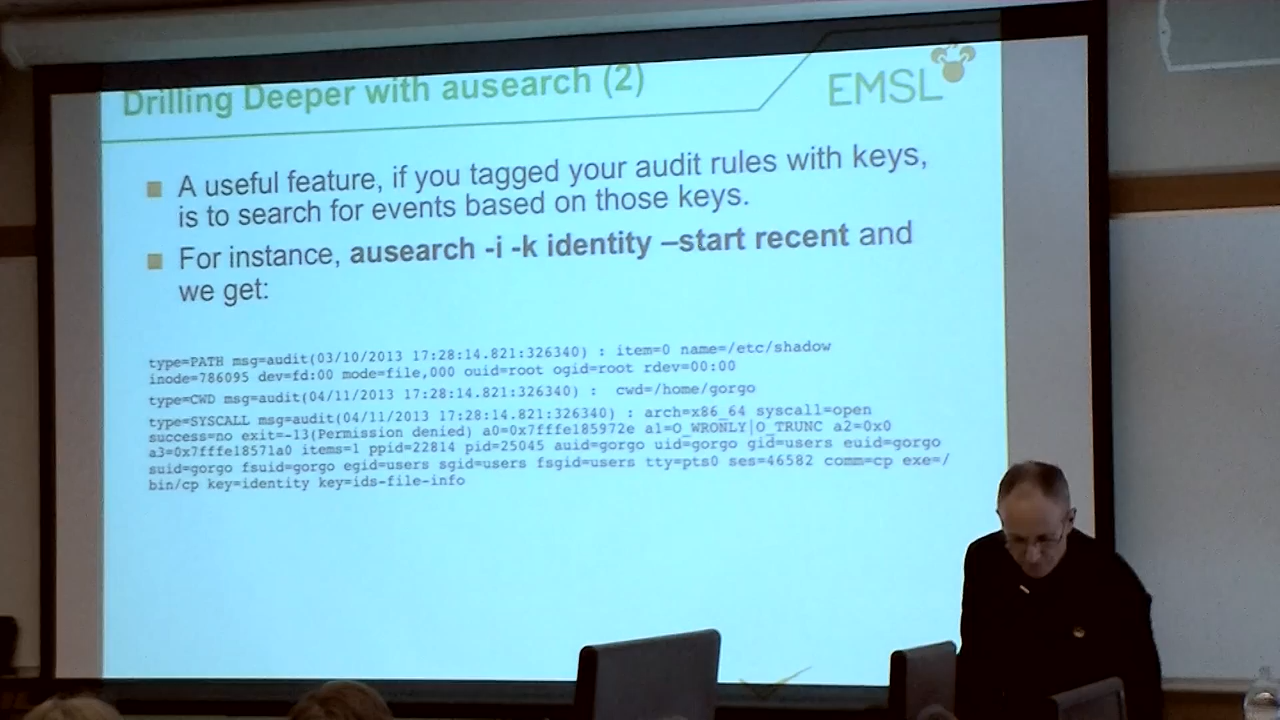 Drilling Deeper with ausearch (2)
EMSL
A useful feature, if you tagged your audit rules with keys,
is to search for events based on those keys.
For instance, ausearch -i -k identity –start recent and
we get:
type=PATH msg=audit(03/10/2013 17:28:14.821:326340) : item=0 name=/etc/shadow
inode=786095 dev=fd:00 mode=file,000 ouid=root ogid=root rdev=00:00
type=CWD msg=audit(04/11/2013 17:28:14.821:326340) : cwd=/home/gorgo
type=SYSCALL msg=audit(04/11/2013 17:28:14.821:326340) : arch=x86_64 syscall=open
success=no exit=-13(Permission denied) a0=0x7fffe185972e a1=O_WRONLY|O_TRUNC a2=0x0
a3=0x7fffe18571a0 items=1 ppid=22814 pid=25045 auid=gorgo uid=gorgo gid=users euid=gorgo
suid=gorgo fsuid=gorgo egid=users sgid=users fsgid=users tty=pts0 ses=46582 comm=cp exe=/
bin/cp key=identity key=ids-file-info